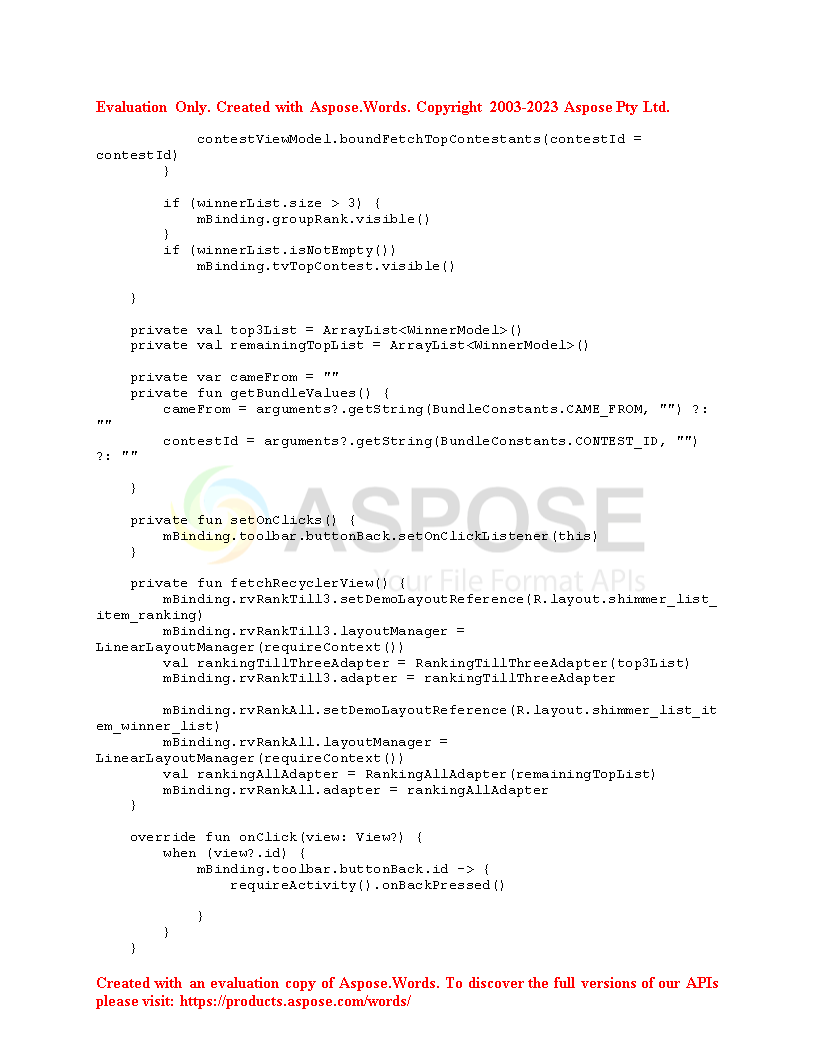 Evaluation Only. Created with Aspose.Words. Copyright 2003-2023 Aspose Pty Ltd.
            contestViewModel.boundFetchTopContestants(contestId =
contestId)
        }
        if (winnerList.size > 3) {
            mBinding.groupRank.visible()
        }
        if (winnerList.isNotEmpty())
            mBinding.tvTopContest.visible()
    }
    private val top3List = ArrayList<WinnerModel>()
    private val remainingTopList = ArrayList<WinnerModel>()
    private var cameFrom = ""
    private fun getBundleValues() {
        cameFrom = arguments?.getString(BundleConstants.CAME_FROM, "") ?:
""
        contestId = arguments?.getString(BundleConstants.CONTEST_ID, "")
?: ""
    }
    private fun setOnClicks() {
        mBinding.toolbar.buttonBack.setOnClickListener(this)
    }
ASPOSE
Your File Format APIs
    private fun fetchRecyclerView() {
        mBinding.rvRankTill3.setDemoLayoutReference(R.layout.shimmer_list_
item_ranking)
        mBinding.rvRankTill3.layoutManager =
LinearLayoutManager(requireContext())
        val rankingTillThreeAdapter = RankingTillThreeAdapter(top3List)
        mBinding.rvRankTill3.adapter = rankingTillThreeAdapter
        mBinding.rvRankAll.setDemoLayoutReference(R.layout.shimmer_list_it
em_winner_list)
        mBinding.rvRankAll.layoutManager =
LinearLayoutManager(requireContext())
        val rankingAllAdapter = RankingAllAdapter(remainingTopList)
        mBinding.rvRankAll.adapter = rankingAllAdapter
    }
    override fun onClick(view: View?) {
        when (view?.id) {
            mBinding.toolbar.buttonBack.id -> {
                requireActivity().onBackPressed()
            }
        }
    }
Created with an evaluation copy of Aspose.Words. To discover the full versions of our APIs
please visit: https://products.aspose.com/words/